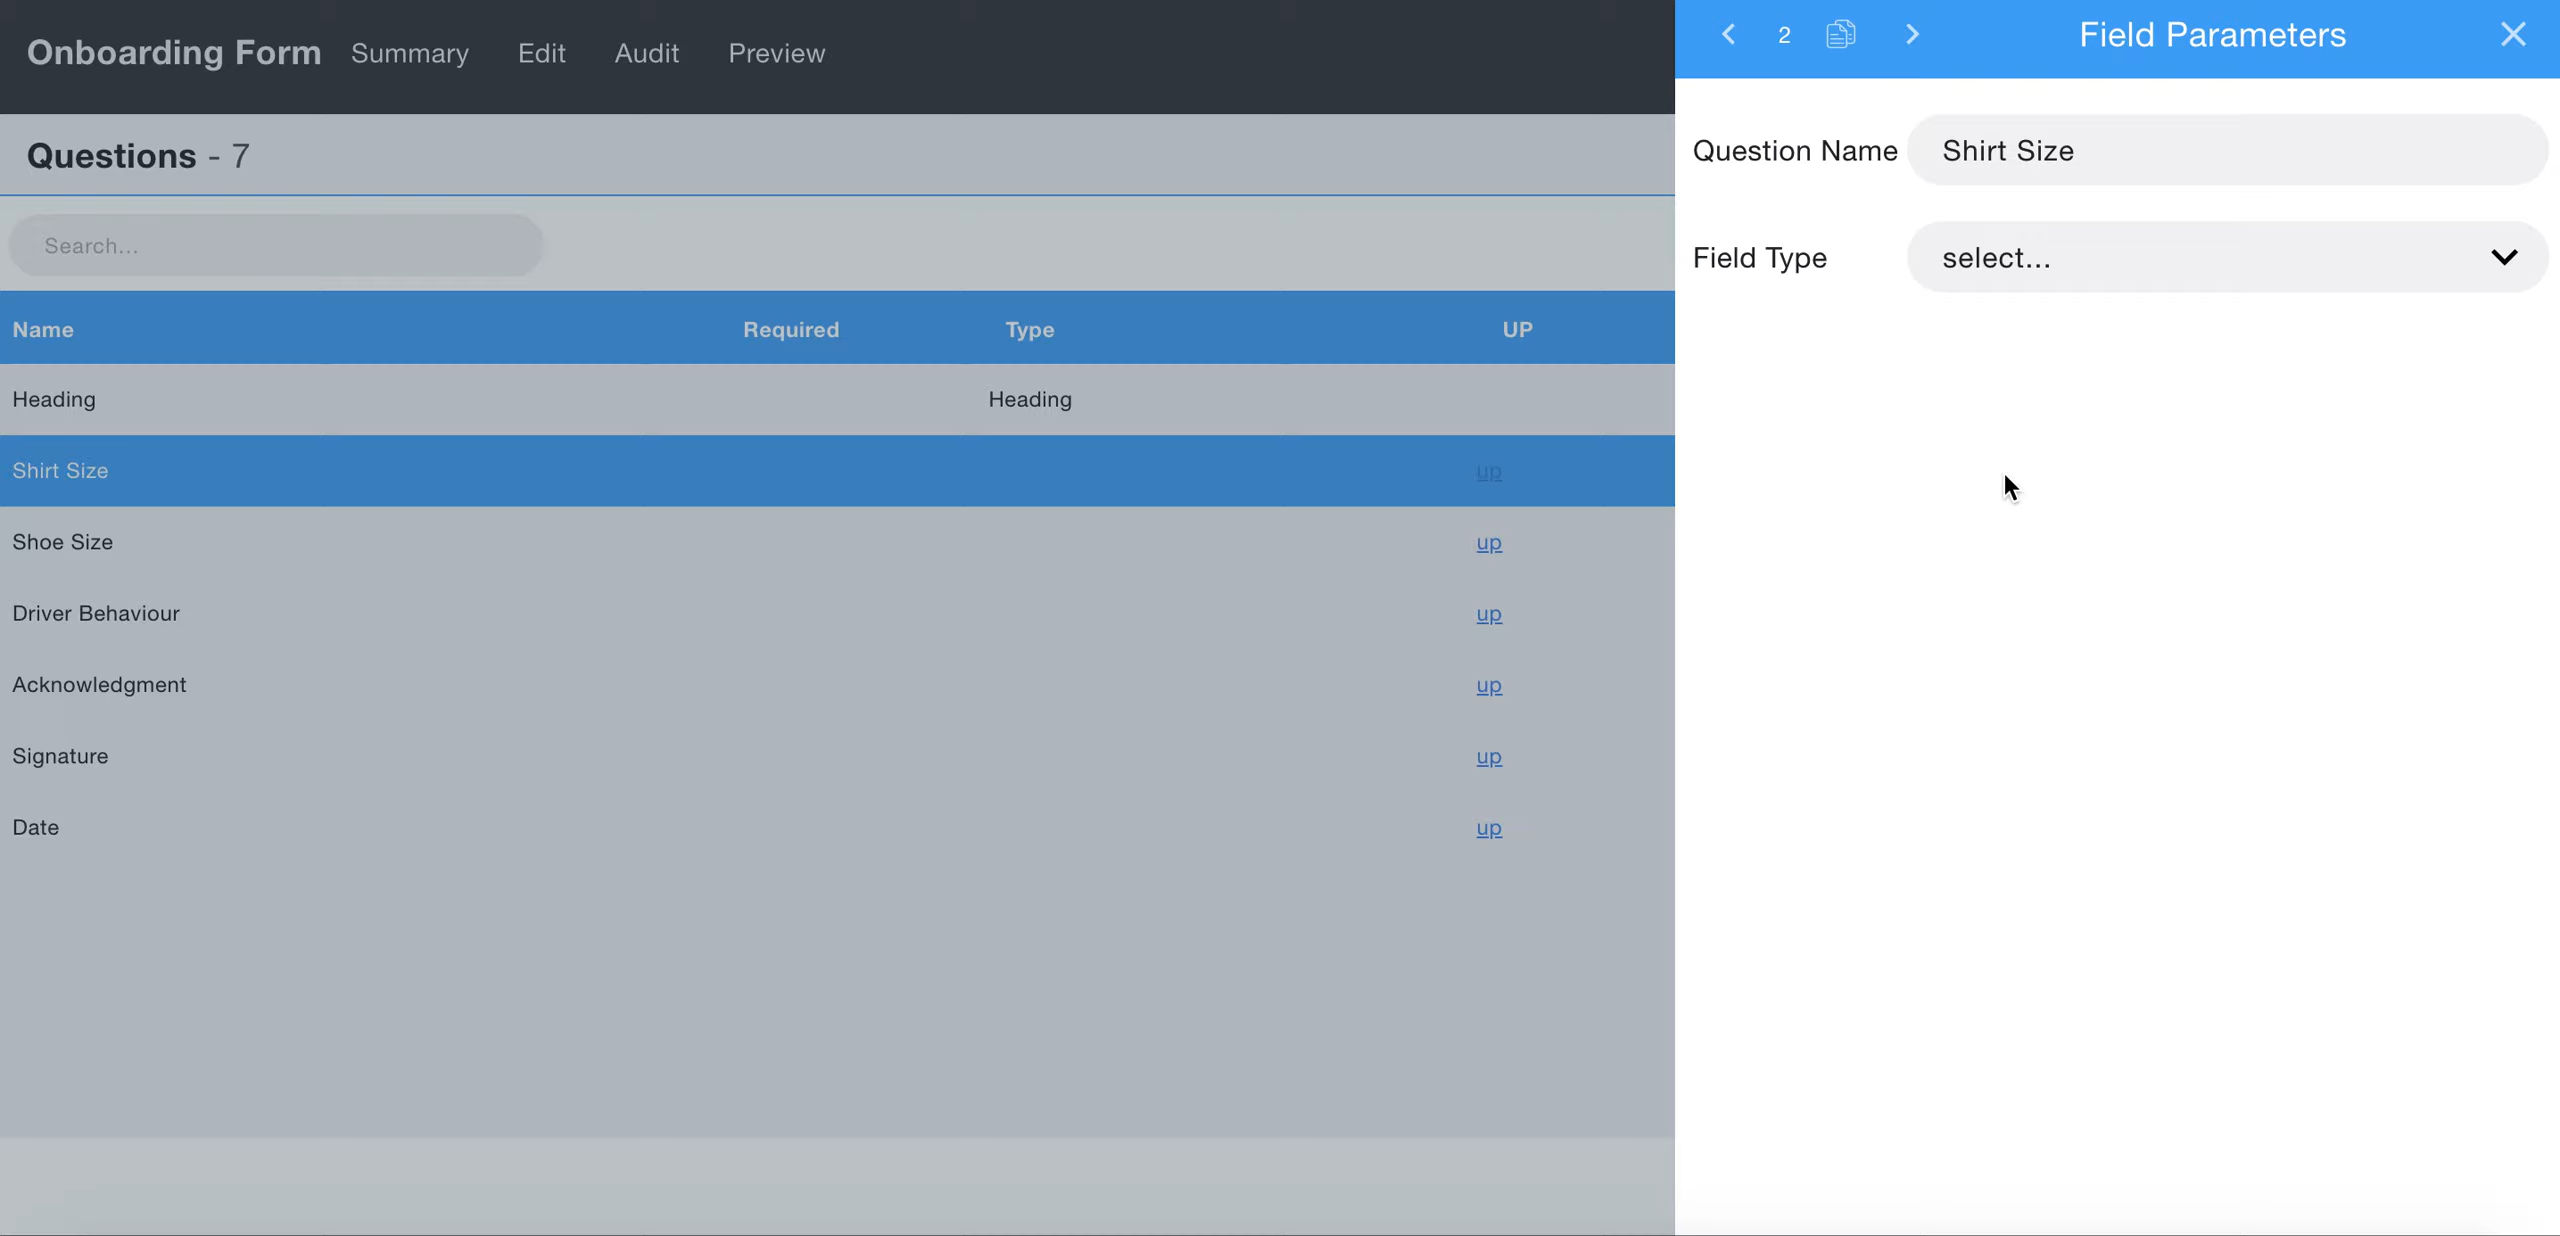 Onboarding Form Summary Edit Audit Preview
Questions - 7
Search...
Name Required Type UP
Heading Heading
Shirt Size up
Shoe Size up
Driver Behaviour up
Acknowledgment up
Signature up
Date up
2 Field Parameters
Question Name Shirt Size
Field Type select...